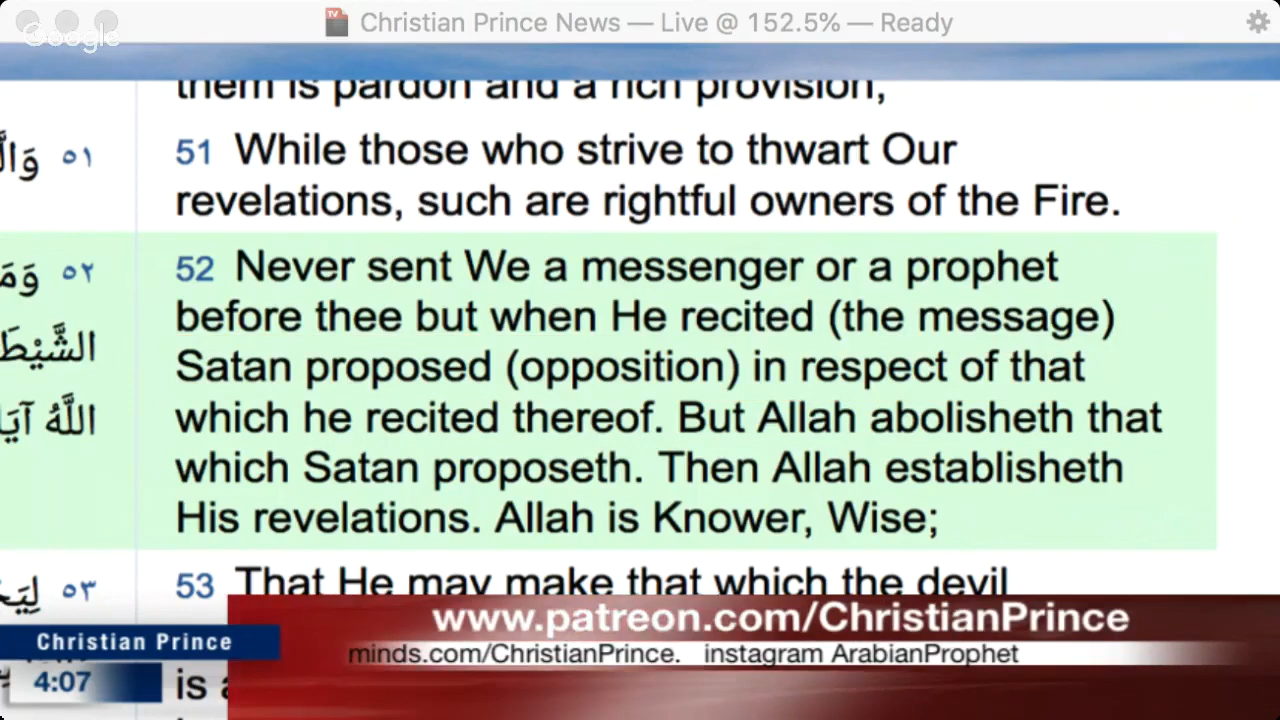 Christian Prince News — Live @ 152.5% — Ready
Google
TV
them is pardon and a rich provision,
٥١
51 While those who strive to thwart Our
revelations, such are rightful owners of the Fire.
٥٢
52 Never sent We a messenger or a prophet
before thee but when He recited (the message)
الشَّيْطَ
Satan proposed (opposition) in respect of that
اللَّهُ آيَا
which he recited thereof. But Allah abolisheth that
which Satan proposeth. Then Allah establisheth
His revelations. Allah is Knower, Wise;
٥٣
53 That He may make that which the devil
is a
www.patreon.com/ChristianPrince
Christian Prince
minds.com/ChristianPrince. instagram ArabianProphet
4:07